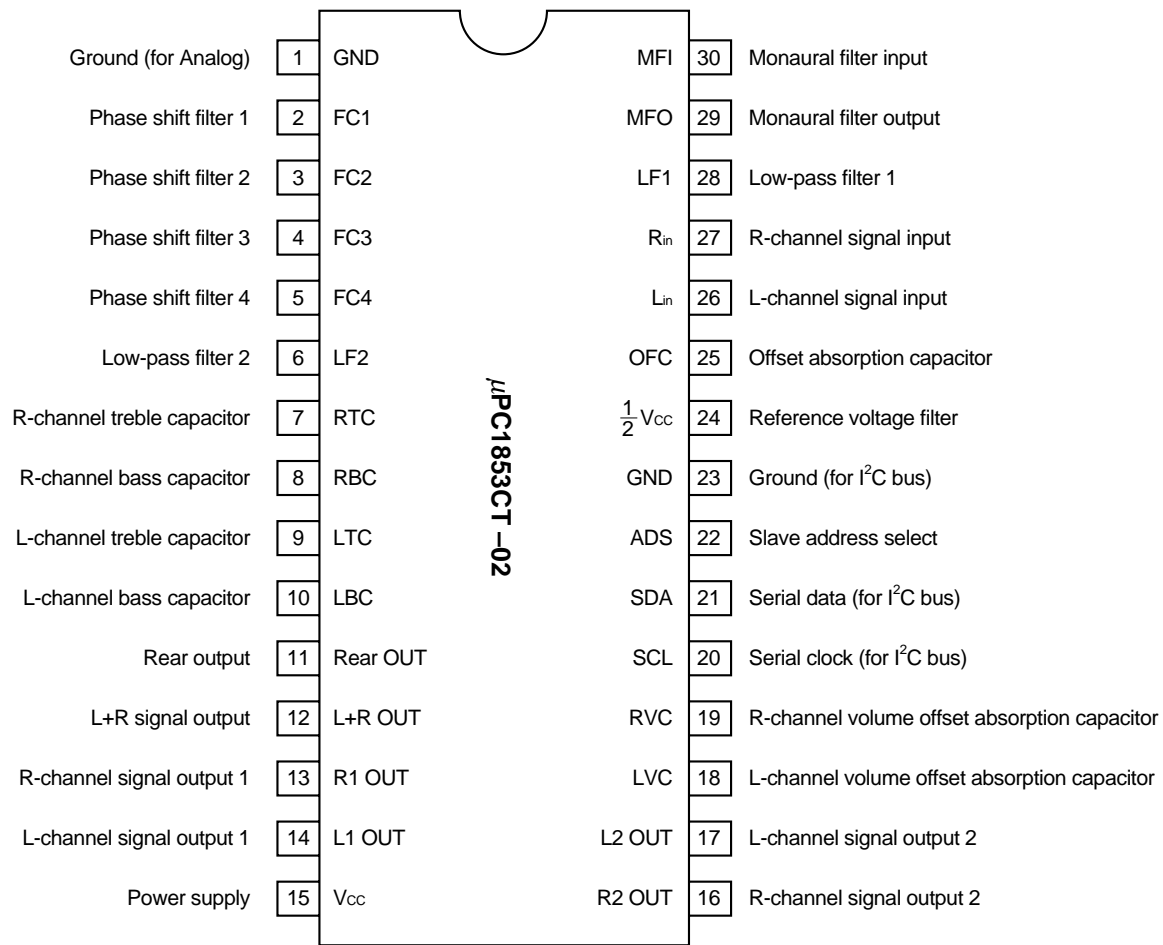 Ground (for Analog) 1 GND MFI 30 Monaural filter input
Phase shift filter 1 2 FC1 MFO 29 Monaural filter output
Phase shift filter 2 3 FC2 LF1 28 Low-pass filter 1
Phase shift filter 3 4 FC3 Rin 27 R-channel signal input
Phase shift filter 4 5 FC4 Lin 26 L-channel signal input
Low-pass filter 2 6 LF2 OFC 25 Offset absorption capacitor
R-channel treble capacitor 7 RTC 1/2 VCC 24 Reference voltage filter
R-channel bass capacitor 8 RBC GND 23 Ground (for I²C bus)
L-channel treble capacitor 9 LTC ADS 22 Slave address select
L-channel bass capacitor 10 LBC SDA 21 Serial data (for I²C bus)
Rear output 11 Rear OUT SCL 20 Serial clock (for I²C bus)
L+R signal output 12 L+R OUT RVC 19 R-channel volume offset absorption capacitor
R-channel signal output 1 13 R1 OUT LVC 18 L-channel volume offset absorption capacitor
L-channel signal output 1 14 L1 OUT L2 OUT 17 L-channel signal output 2
Power supply 15 VCC R2 OUT 16 R-channel signal output 2
µPC1853CT –02